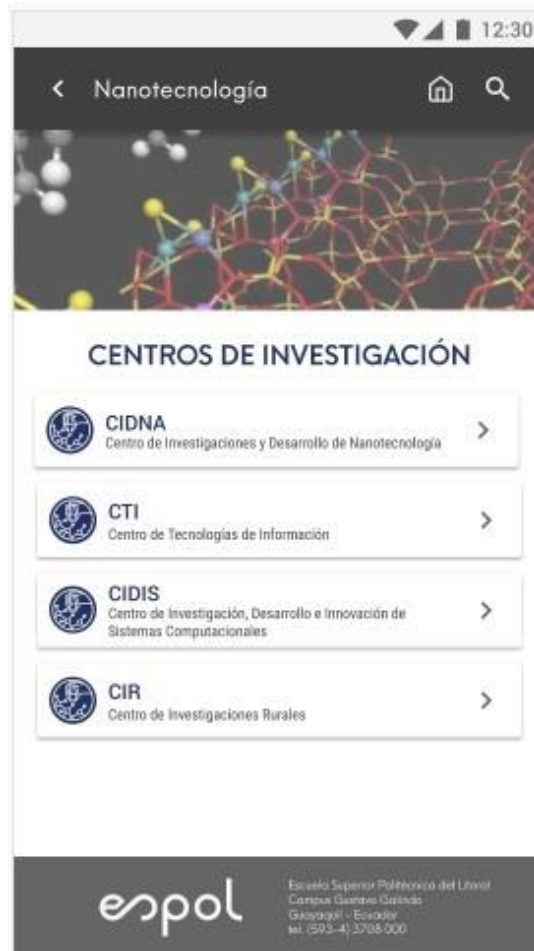 12:30
Nanotecnología
CENTROS DE INVESTIGACIÓN
CIDNA
Centro de Investigaciones y Desarrollo de Nanotecnología
CTI
Centro de Tecnologías de Información
CIDIS
Centro de Investigación, Desarrollo e Innovación de
Sistemas Computacionales
CIR
Centro de Investigaciones Rurales
espol
Escuela Superior Politécnica del Litoral
Campus Gustavo Galindo
Guayaquil - Ecuador
tel. (593-4) 3708 000